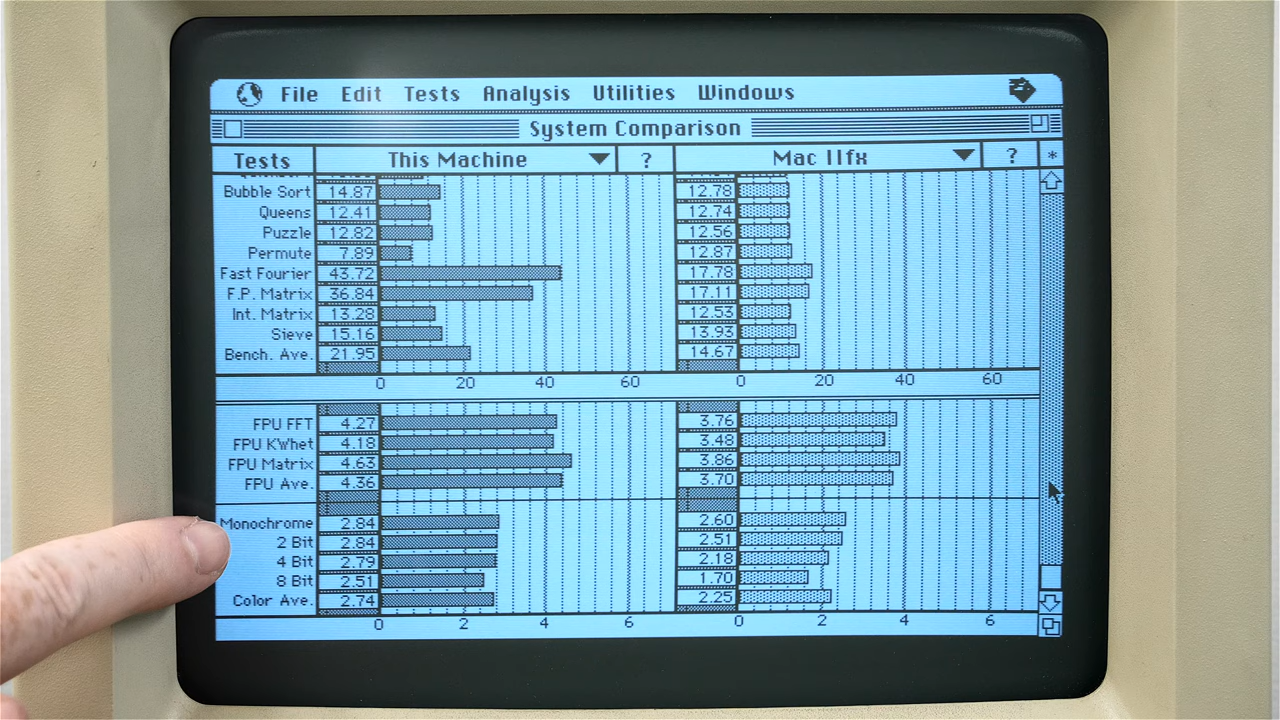 File Edit Tests Analysis Utilities Windows
System Comparison
Tests This Machine ? Mac IIfx ? *
Bubble Sort 14.87 12.78
Queens 12.41 12.74
Puzzle 12.82 12.56
Permute 7.89 12.87
Fast Fourier 43.72 17.78
F.P. Matrix 36.84 17.11
Int. Matrix 13.28 12.53
Sieve 15.16 13.93
Bench. Ave. 21.95 14.67
0 20 40 60 0 20 40 60
FPU FFT 4.27 3.76
FPU KWhet 4.18 3.48
FPU Matrix 4.63 3.86
FPU Ave. 4.36 3.70
Monochrome 2.84 2.60
2 Bit 2.84 2.51
4 Bit 2.79 2.18
8 Bit 2.51 1.70
Color Ave. 2.74 2.25
0 2 4 6 0 2 4 6